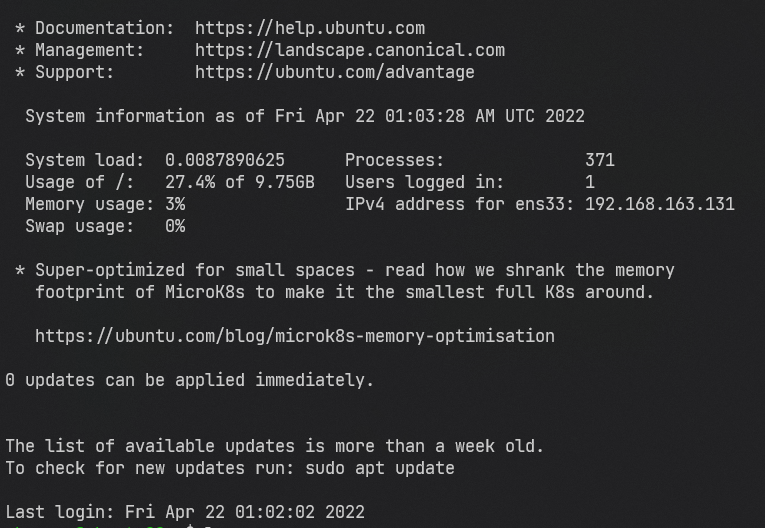 * Documentation:  https://help.ubuntu.com
* Management:     https://landscape.canonical.com
* Support:        https://ubuntu.com/advantage
System information as of Fri Apr 22 01:03:28 AM UTC 2022
System load:  0.0087890625      Processes:              371
Usage of /:   27.4% of 9.75GB   Users logged in:        1
Memory usage: 3%                IPv4 address for ens33: 192.168.163.131
Swap usage:   0%
* Super-optimized for small spaces - read how we shrank the memory
footprint of MicroK8s to make it the smallest full K8s around.
https://ubuntu.com/blog/microk8s-memory-optimisation
0 updates can be applied immediately.
The list of available updates is more than a week old.
To check for new updates run: sudo apt update
Last login: Fri Apr 22 01:02:02 2022